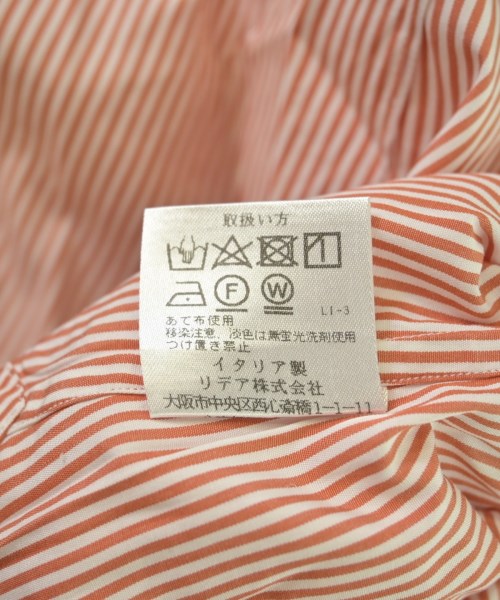 取扱い方
F W
LI-3
あて布使用
移染注意、淡色は無蛍光洗剤使用
つけ置き禁止
イタリア製
リデア株式会社
大阪市中央区西心斎橋1-1-11